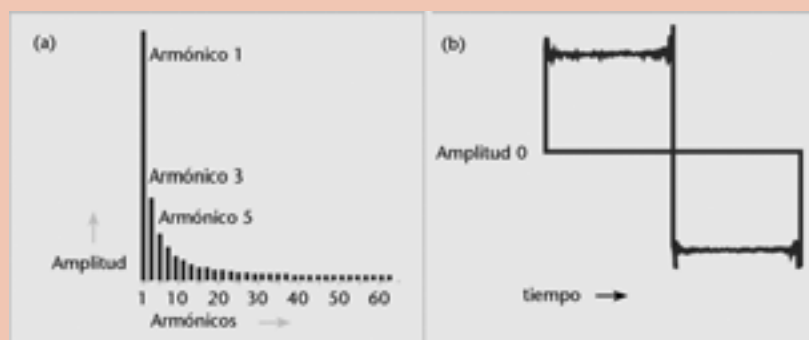 (a)
Armónico 1
Armónico 3
Armónico 5
Amplitud
1 10 20 30 40 50 60
Armónicos
(b)
Amplitud 0
tiempo